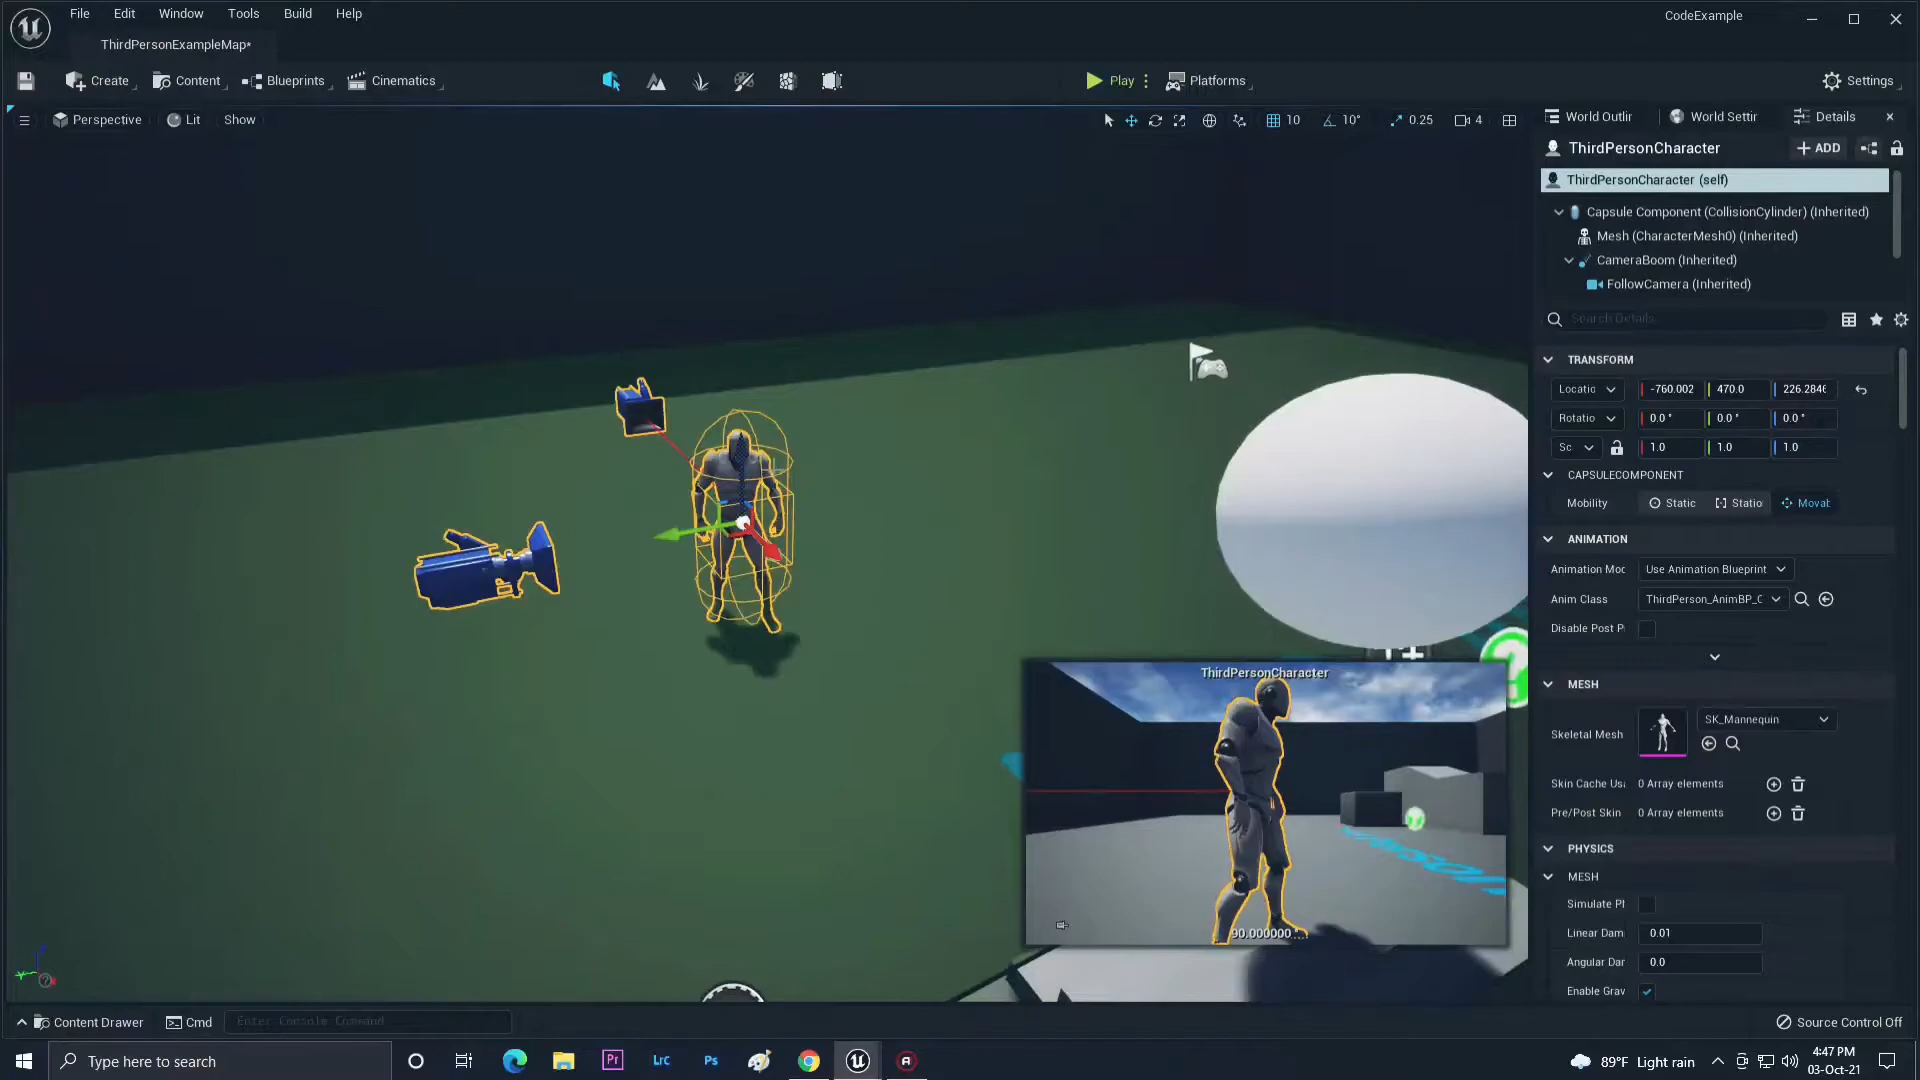 File Edit Window Tools Build Help
CodeExample
ThirdPersonExampleMap*
Create Content Blueprints Cinematics Play Platforms Settings
Perspective Lit Show 10 10° 0.25 4
World Outlir World Settir Details
ThirdPersonCharacter + ADD
ThirdPersonCharacter (self)
Capsule Component (CollisionCylinder) (Inherited)
Mesh (CharacterMesh0) (Inherited)
CameraBoom (Inherited)
FollowCamera (Inherited)
Search Details
TRANSFORM
Locatic -760.002 470.0 226.2846
Rotatio 0.0 ° 0.0 ° 0.0 °
Sc 1.0 1.0 1.0
CAPSULECOMPONENT
Mobility Static Statio Movat
ANIMATION
Animation Moc Use Animation Blueprint
Anim Class ThirdPerson_AnimBP_C
Disable Post P
MESH
SK_Mannequin
Skeletal Mesh
Skin Cache Us 0 Array elements
Pre/Post Skin 0 Array elements
PHYSICS
MESH
Simulate Pl
Linear Dam 0.01
Angular Dar 0.0
Enable Grav
ThirdPersonCharacter
90.000000 °
Content Drawer Cmd Enter Console Command Source Control Off
Type here to search
Pr LrC Ps
89°F Light rain
4:47 PM
03-Oct-21